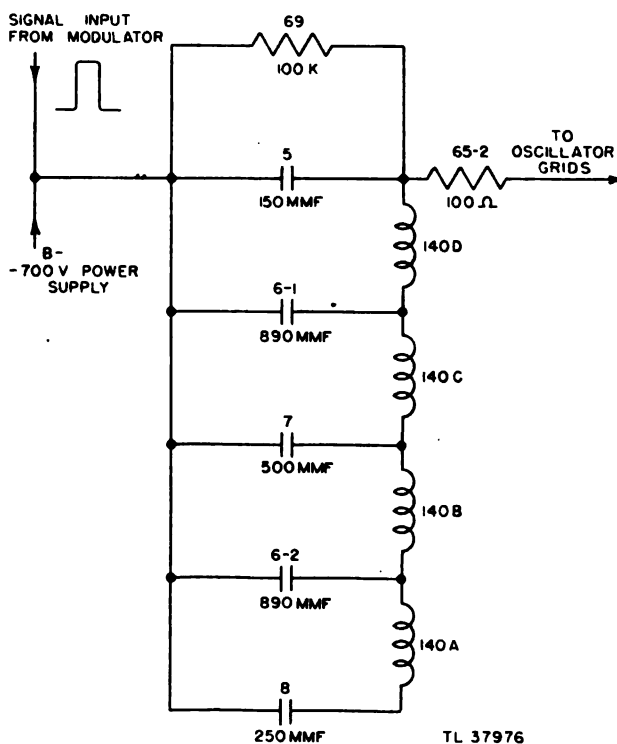 SIGNAL INPUT
FROM MODULATOR
69
100 K
5
150 MMF
65-2
100 Ω
TO
OSCILLATOR
GRIDS
B-
-700 V POWER
SUPPLY
140D
6-1
890 MMF
140C
7
500 MMF
140B
6-2
890 MMF
140A
8
250 MMF
TL 37976